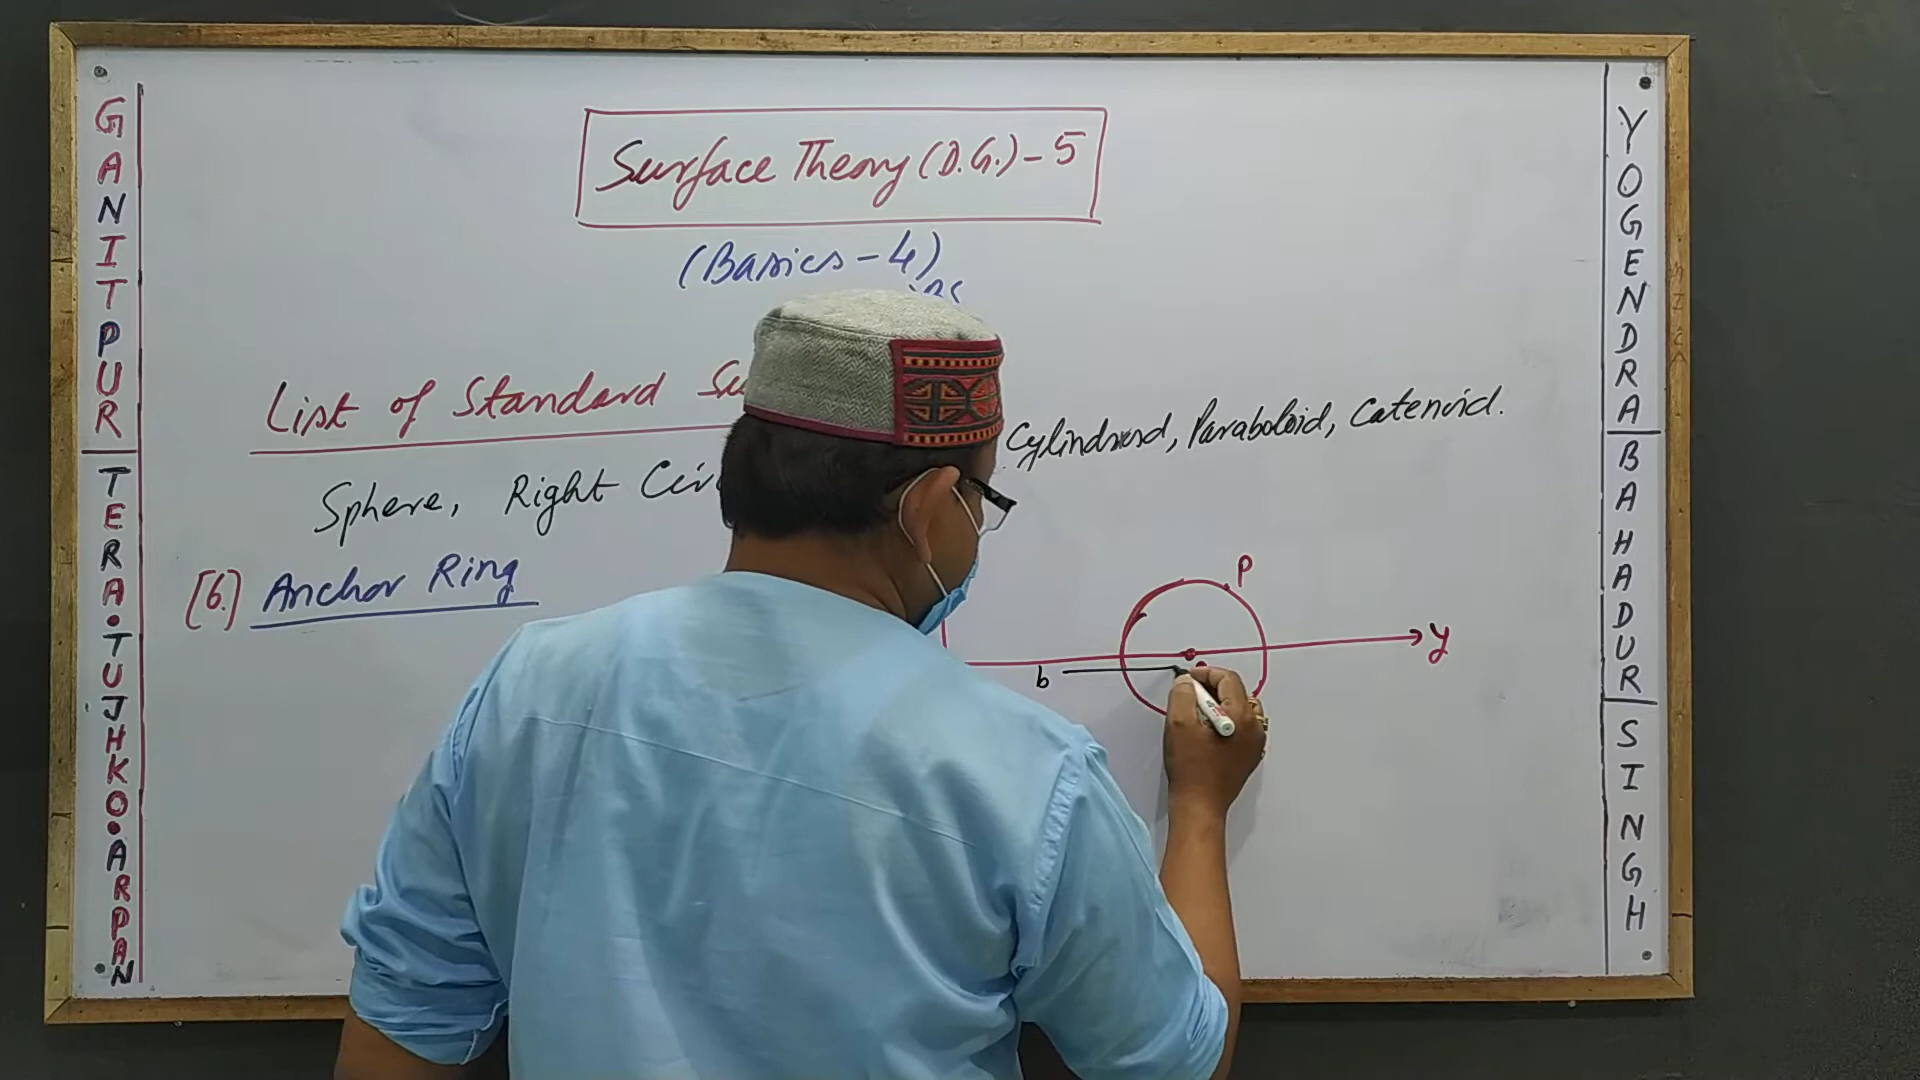 Surface Theory (D.G.) - 5
(Basics - 4)
List of Standard
Sphere, Right
Cylindroid, Paraboloid, Catenoid.
[6.] Anchor Ring
P
y
b
GANITPUR
TERA•TUJHKO•ARPAN
YOGENDRA
BAHADUR
SINGH